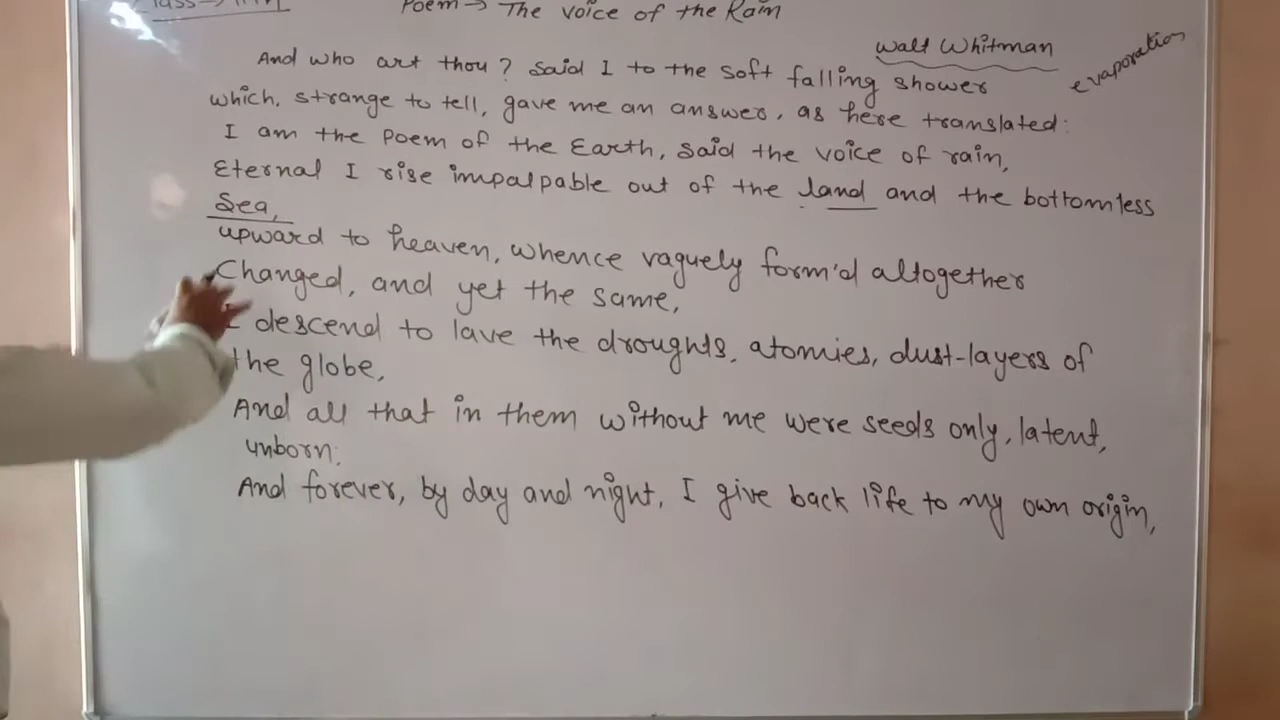 Poem → The voice of the Rain
Walt Whitman
evaporation
And who art thou? Said I to the soft falling shower
which, strange to tell, gave me an answer, as here translated:
I am the Poem of the Earth, said the voice of rain,
Eternal I rise impalpable out of the land and the bottomless
Sea,
upward to heaven, whence vaguely form'd altogether
Changed, and yet the same,
I descend to lave the droughts, atomies, dust-layers of
the globe,
And all that in them without me were seeds only, latent,
unborn;
And forever, by day and night, I give back life to my own origin,